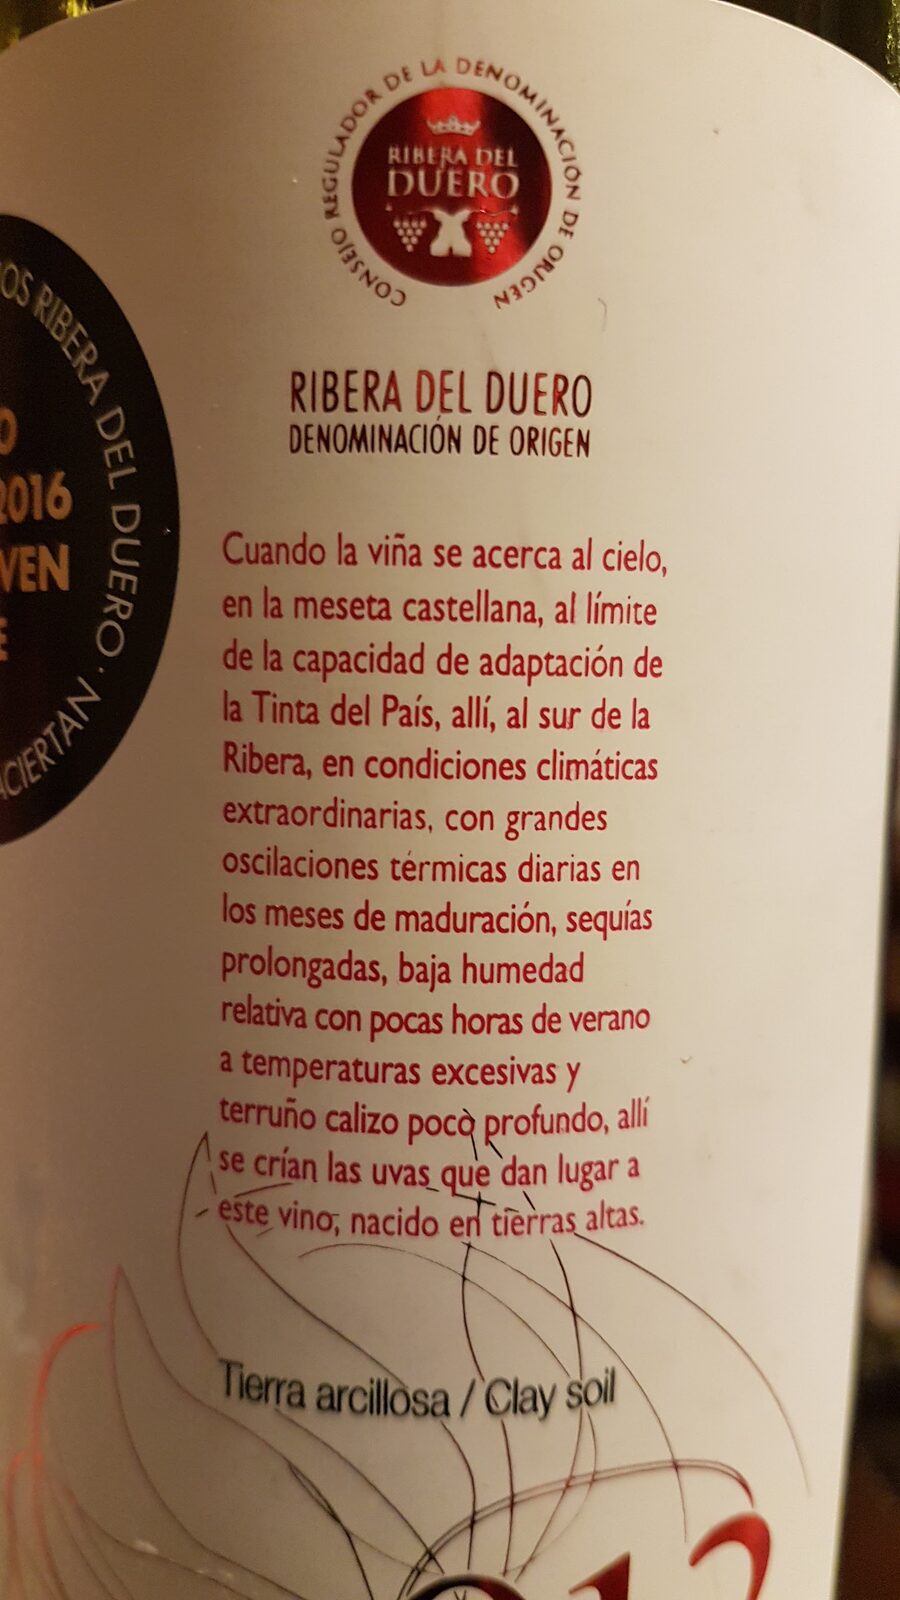 CONSEJO REGULADOR DE LA DENOMINACIÓN DE ORIGEN
RIBERA DEL
DUERO
RIBERA DEL DUERO
DENOMINACIÓN DE ORIGEN
RIBERA DEL DUERO ·
2016
Cuando la viña se acerca al cielo,
en la meseta castellana, al límite
de la capacidad de adaptación de
la Tinta del País, allí, al sur de la
Ribera, en condiciones climáticas
extraordinarias, con grandes
oscilaciones térmicas diarias en
los meses de maduración, sequías
prolongadas, baja humedad
relativa con pocas horas de verano
a temperaturas excesivas y
terruño calizo poco profundo, allí
se crían las uvas que dan lugar a
este vino, nacido en tierras altas.
Tierra arcillosa / Clay soil